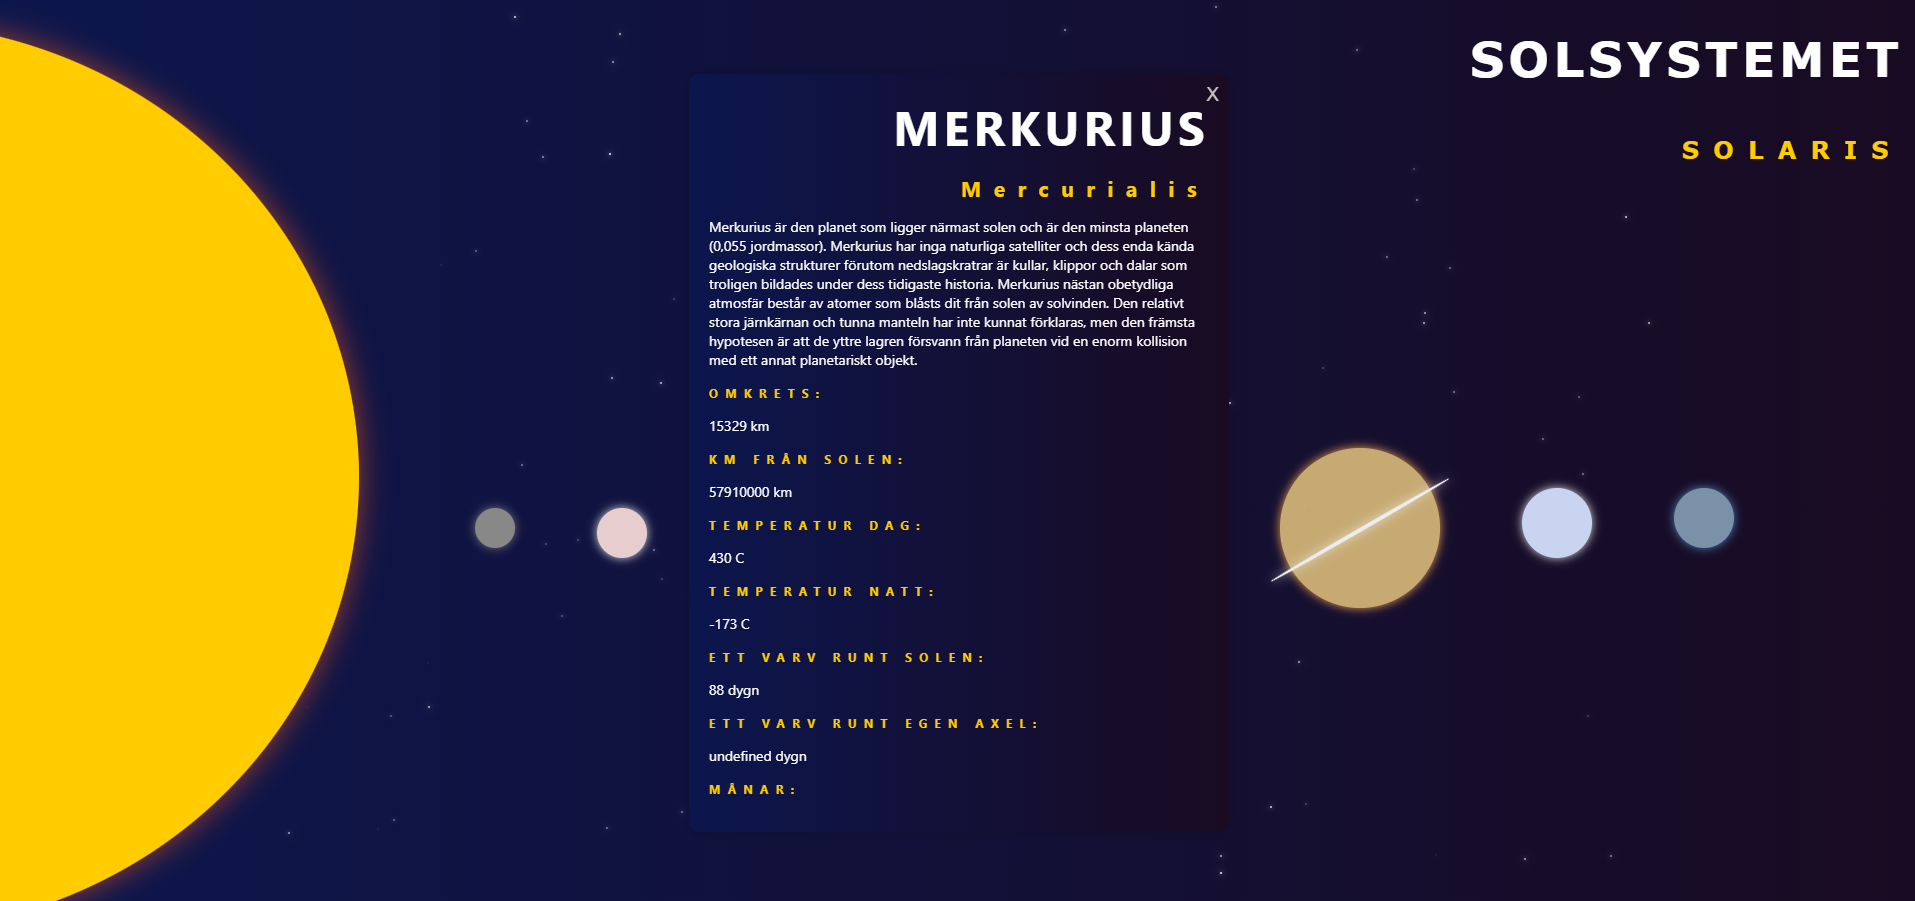 SOLSYSTEMET
SOLARIS
X
MERKURIUS
Mercurialis
Merkurius är den planet som ligger närmast solen och är den minsta planeten
(0,055 jordmassor). Merkurius har inga naturliga satelliter och dess enda kända
geologiska strukturer förutom nedslagskratrar är kullar, klippor och dalar som
troligen bildades under dess tidigaste historia. Merkurius nästan obetydliga
atmosfär består av atomer som blåsts dit från solen av solvinden. Den relativt
stora järnkärnan och tunna manteln har inte kunnat förklaras, men den främsta
hypotesen är att de yttre lagren försvann från planeten vid en enorm kollision
med ett annat planetariskt objekt.
OMKRETS:
15329 km
KM FRÅN SOLEN:
57910000 km
TEMPERATUR DAG:
430 C
TEMPERATUR NATT:
-173 C
ETT VARV RUNT SOLEN:
88 dygn
ETT VARV RUNT EGEN AXEL:
undefined dygn
MÅNAR: